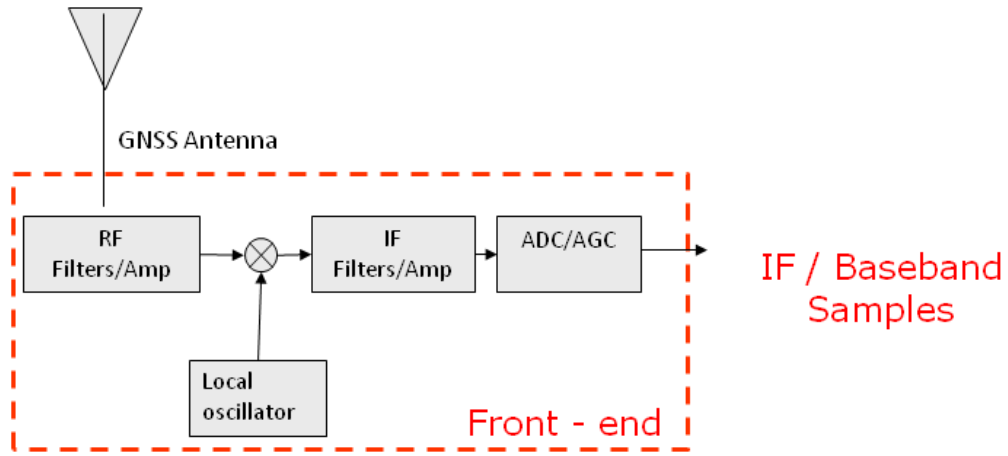 GNSS Antenna
RF
Filters/Amp
IF
Filters/Amp
ADC/AGC
IF / Baseband
Samples
Local
oscillator
Front - end